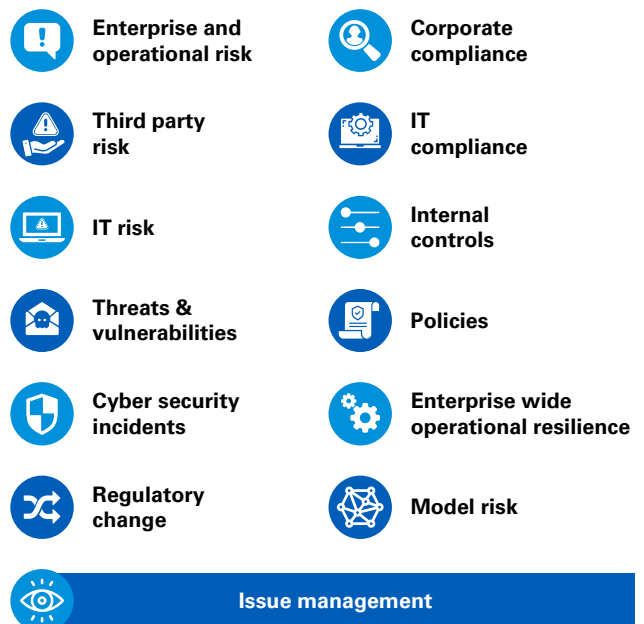 Enterprise and
operational risk
Corporate
compliance
Third party
risk
IT
compliance
IT risk
Internal
controls
Threats &
vulnerabilities
Policies
Cyber security
incidents
Enterprise wide
operational resilience
Regulatory
change
Model risk
Issue management